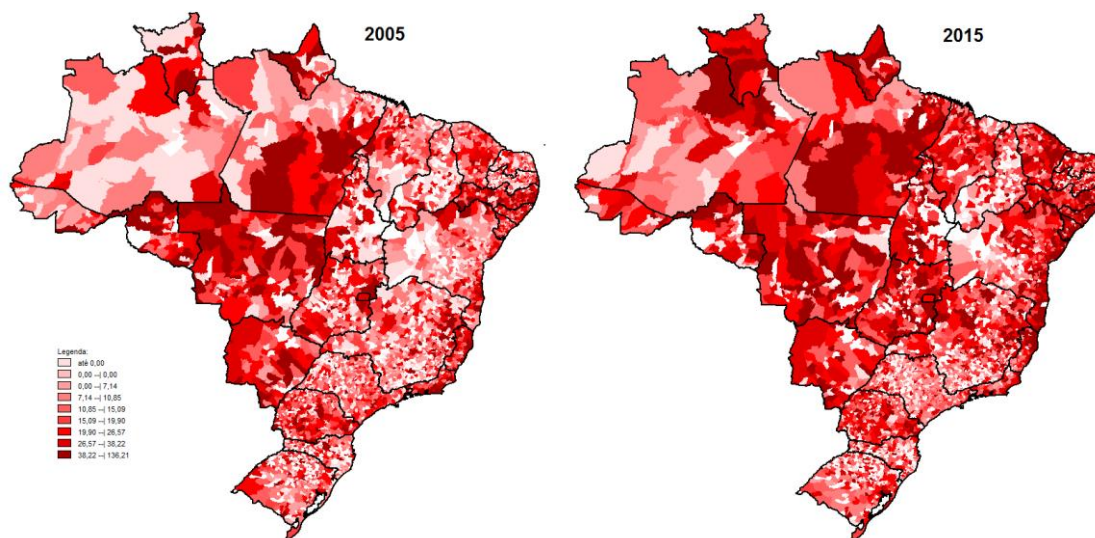 2005
2015
Legenda:
até 0,00
0,00 --| 0,00
0,00 --| 7,14
7,14 --| 10,85
10,85 --| 15,09
15,09 --| 19,90
19,90 --| 26,57
26,57 --| 38,22
38,22 --| 136,21